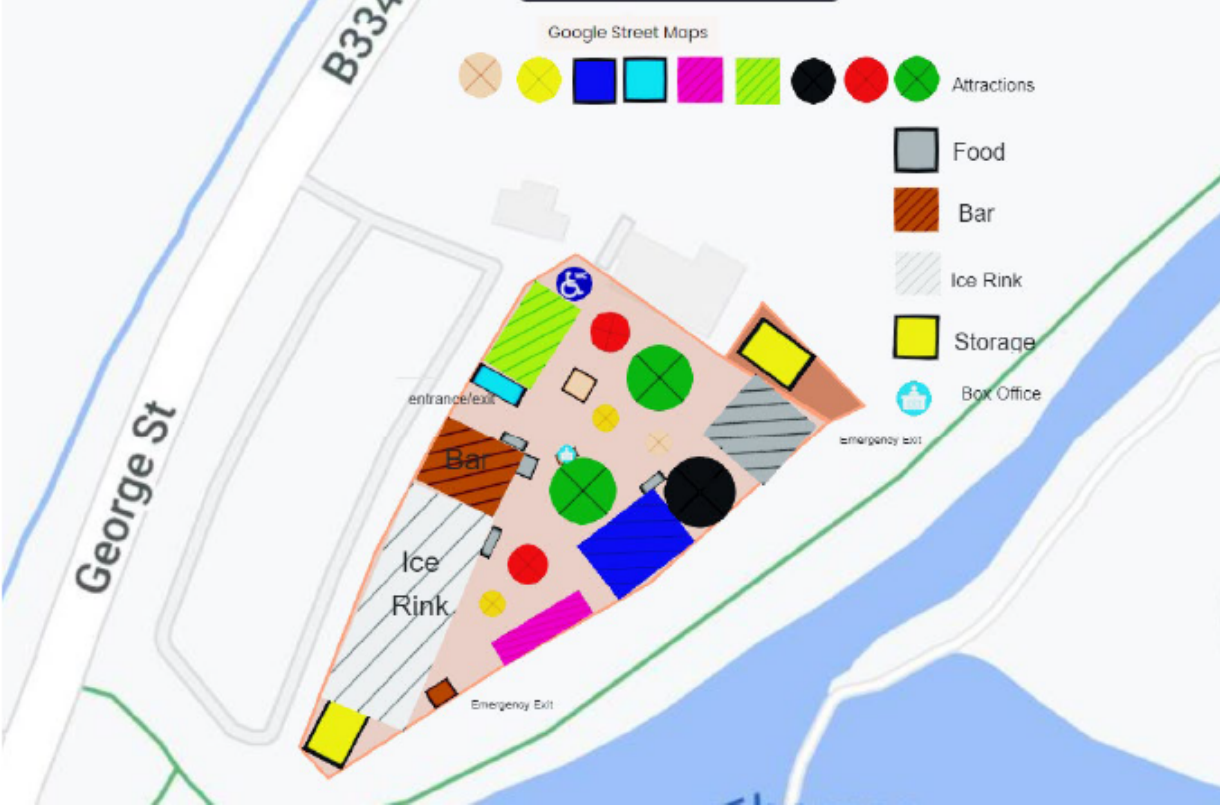 B334
Google Street Maps
Attractions
Food
Bar
Ice Rink
Storage
Box Office
entrance/exit
Emergency Exit
Bar
George St
Ice
Rink
Emergency Exit